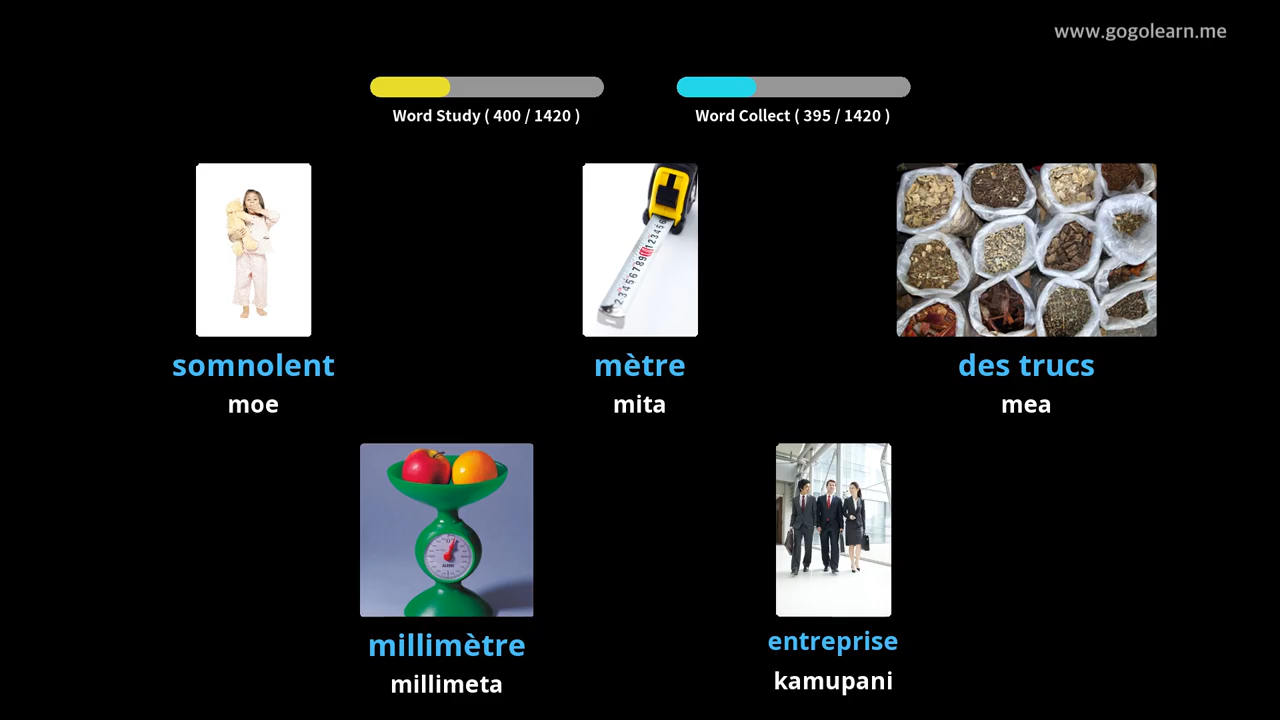 www.gogolearn.me
Word Study ( 400 / 1420 )
Word Collect ( 395 / 1420 )
somnolent
moe
mètre
mita
des trucs
mea
millimètre
millimeta
entreprise
kamupani